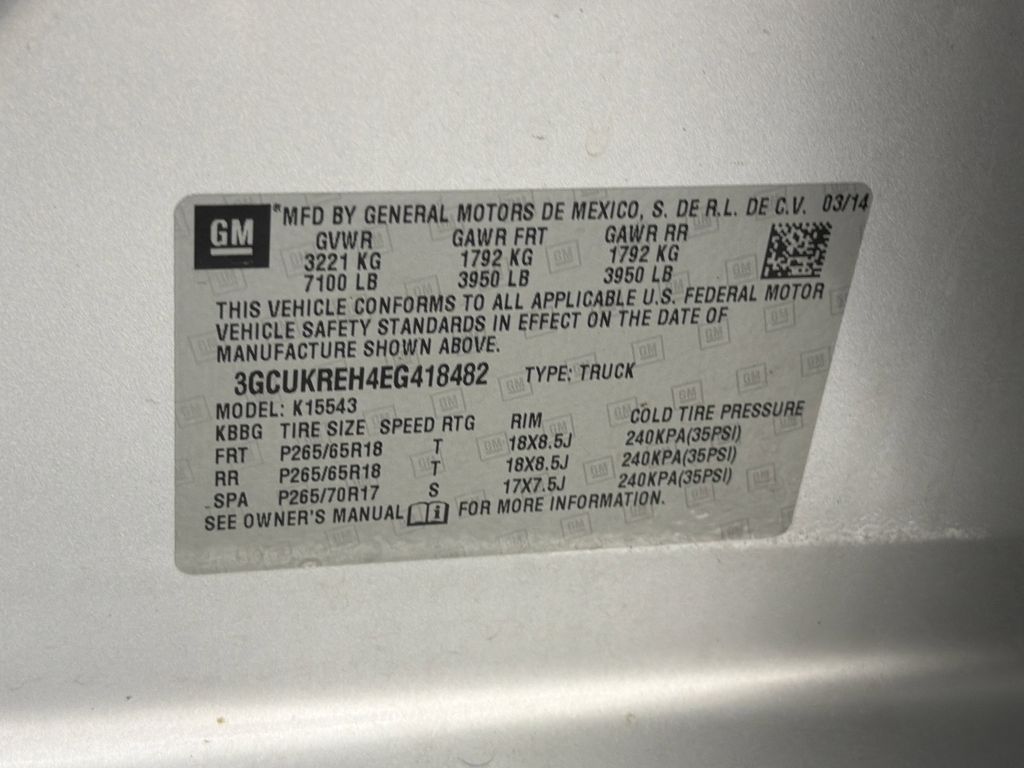 GM *MFD BY GENERAL MOTORS DE MEXICO, S. DE R.L. DE C.V. 03/14
GVWR GAWR FRT GAWR RR
3221 KG 1792 KG 1792 KG
7100 LB 3950 LB 3950 LB
THIS VEHICLE CONFORMS TO ALL APPLICABLE U.S. FEDERAL MOTOR
VEHICLE SAFETY STANDARDS IN EFFECT ON THE DATE OF
MANUFACTURE SHOWN ABOVE.
3GCUKREH4EG418482 TYPE: TRUCK
MODEL: K15543
KBBG TIRE SIZE SPEED RTG RIM COLD TIRE PRESSURE
FRT P265/65R18 T 18X8.5J 240KPA(35PSI)
RR P265/65R18 T 18X8.5J 240KPA(35PSI)
SPA P265/70R17 S 17X7.5J 240KPA(35PSI)
SEE OWNER'S MANUAL i FOR MORE INFORMATION.